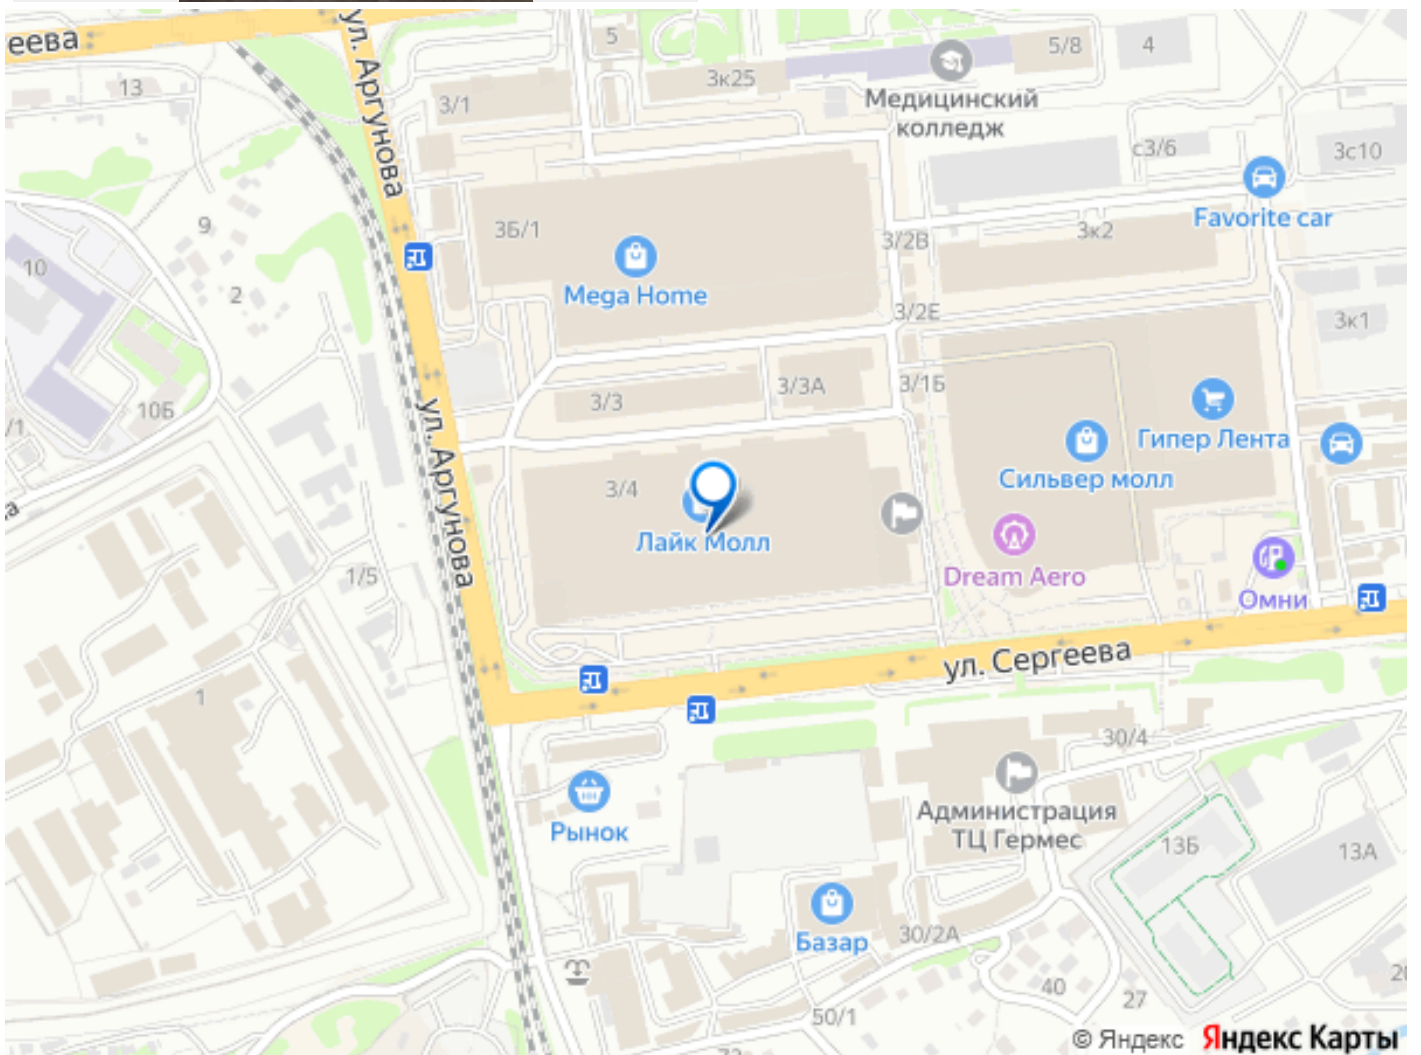 еева
ул. Аргунова
5
5/8
4
13
3/1
3к25
Медицинский
колледж
с3/6
3с10
9
3Б/1
Favorite car
3/2В
3к2
10
2
Mega Home
3/2Е
3к1
10Б
3/3
3/3А
3/1Б
/1
ул. Аргунова
Гипер Лента
Сильвер молл
3/4
а
Лайк Молл
1/5
Dream Aero
Омни
ул. Сергеева
1
30/4
Рынок
Администрация
ТЦ Гермес
13Б
13А
Базар
30/2А
40
27
50/1
© Яндекс Яндекс Карты